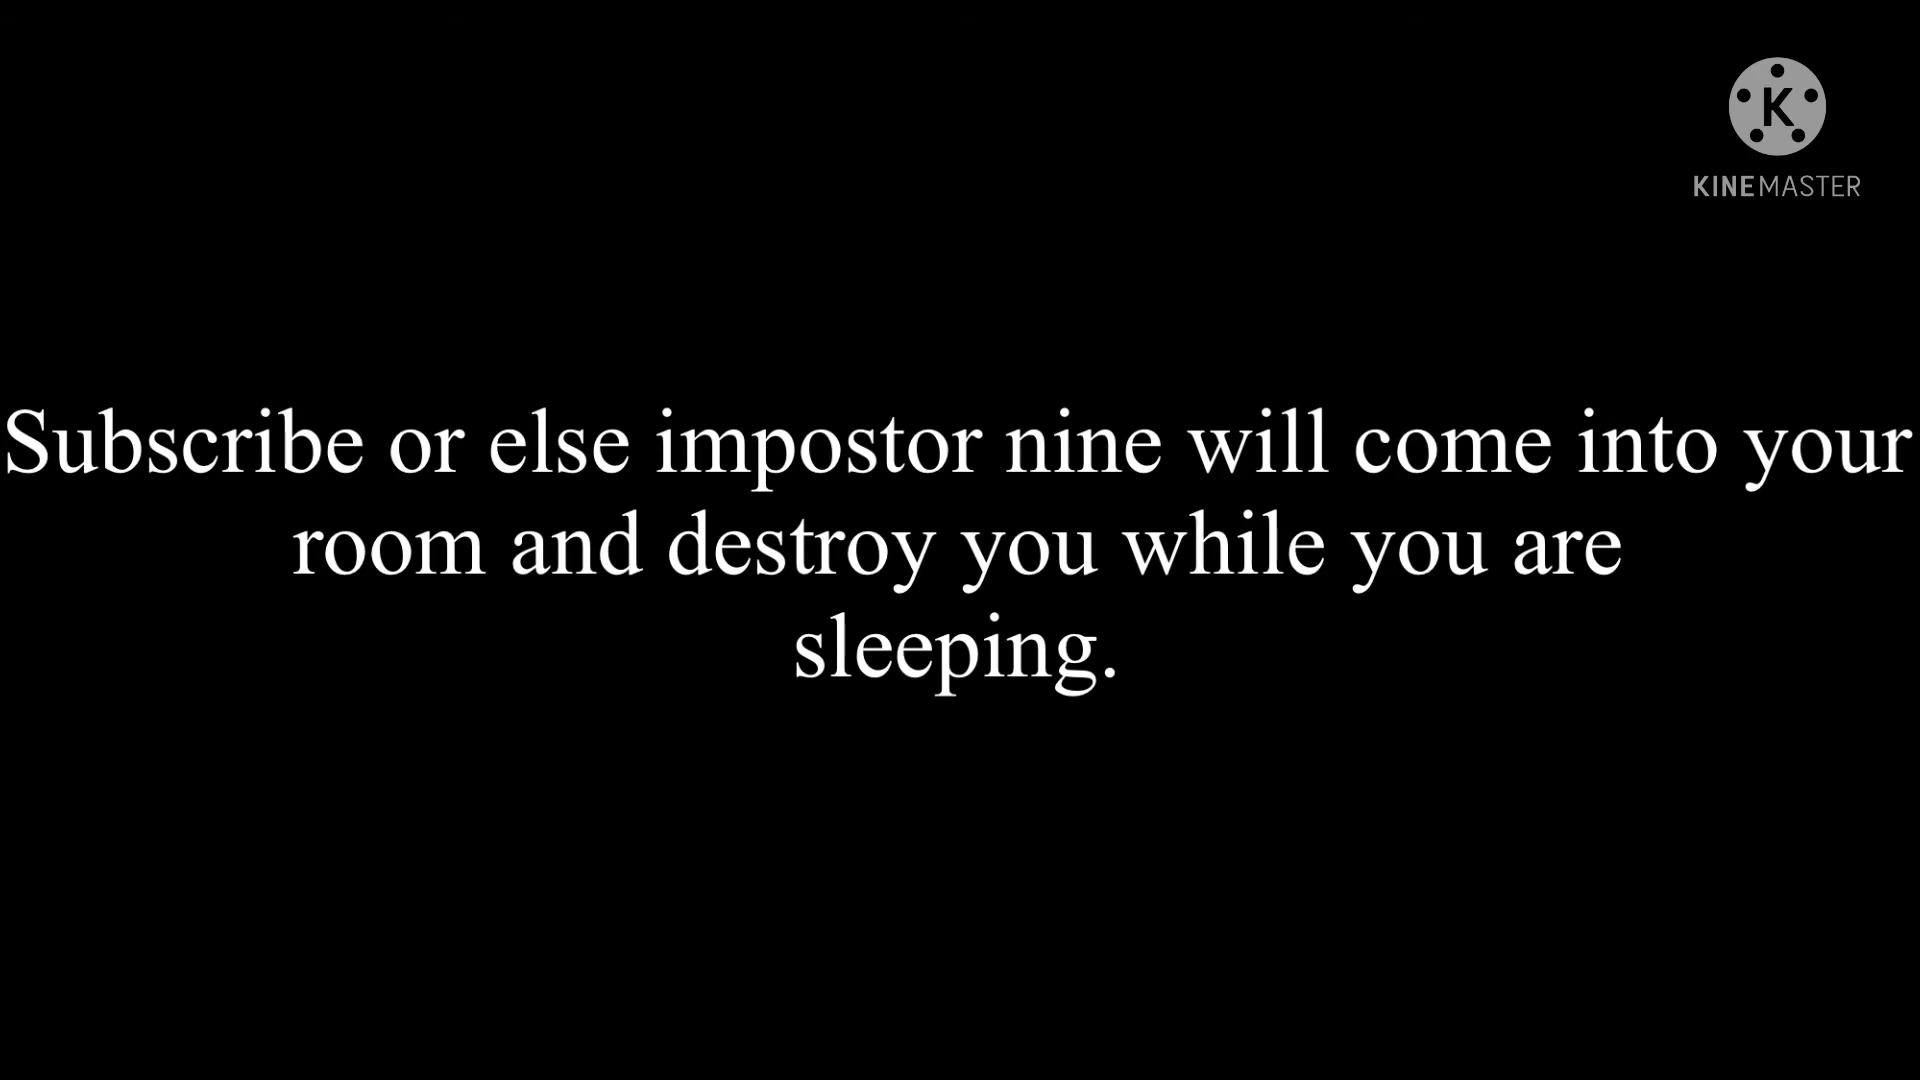 K
KINEMASTER
Subscribe or else impostor nine will come into your
room and destroy you while you are
sleeping.